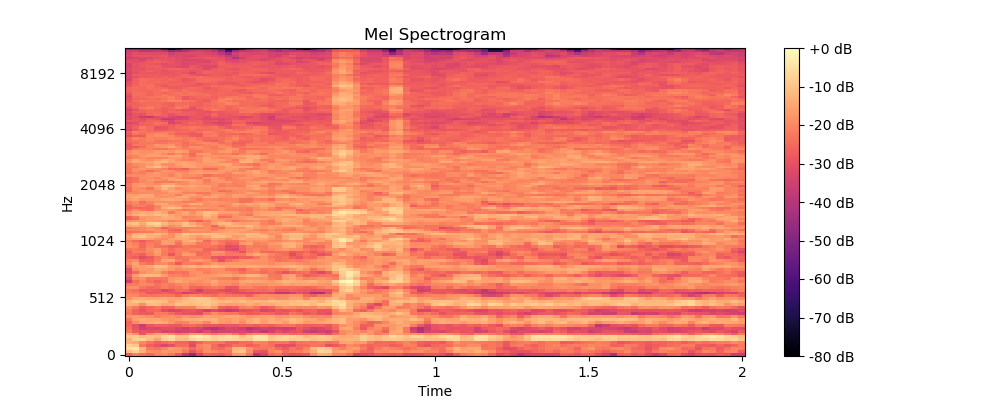 Mel Spectrogram
Hz
8192
4096
2048
1024
512
0
0 0.5 1 1.5 2
Time
+0 dB
-10 dB
-20 dB
-30 dB
-40 dB
-50 dB
-60 dB
-70 dB
-80 dB